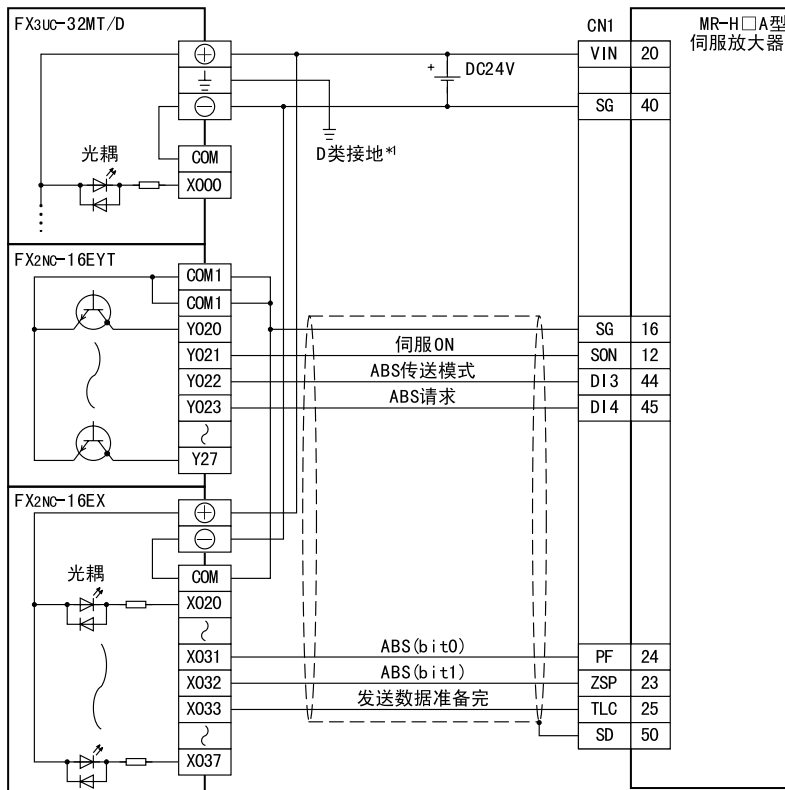 FX3UC-32MT/D
CN1
MR-H□A型
伺服放大器
VIN 20
+ DC24V
SG 40
D类接地*1
光耦
COM
X000
FX2NC-16EYT
COM1
COM1
Y020
SG 16
Y021
伺服ON
SON 12
Y022
ABS传送模式
DI3 44
Y023
ABS请求
DI4 45
Y27
FX2NC-16EX
光耦
COM
X020
X031
ABS(bit0)
PF 24
X032
ABS(bit1)
ZSP 23
X033
发送数据准备完
TLC 25
SD 50
X037